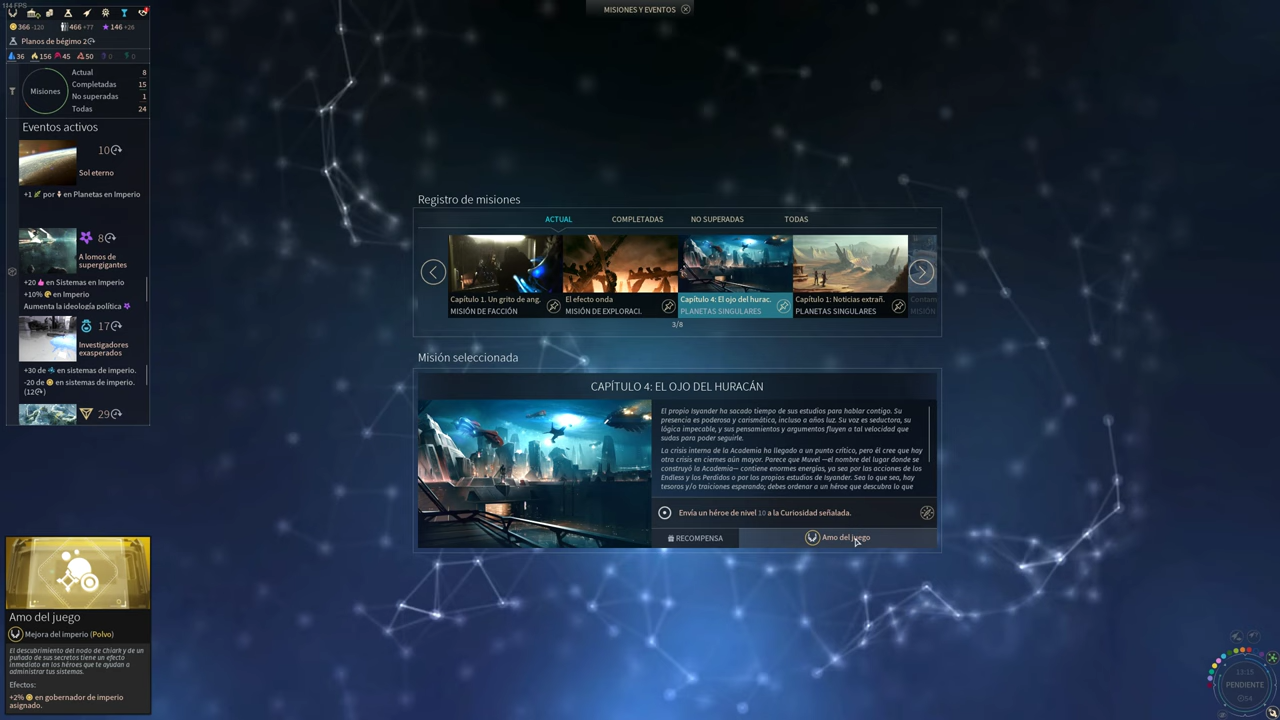 114 FPS
MISIONES Y EVENTOS
366 -120
466 +77
146 +26
Planos de bégimo 2
36
156
45
50
0
0
Misiones
Actual 8
Completadas 15
No superadas 1
Todas 24
Eventos activos
10
Sol eterno
+1 por en Planetas en Imperio
8
A lomos de
supergigantes
+20 en Sistemas en Imperio
+10% en Imperio
Aumenta la ideología política
17
Investigadores
exasperados
+30 de en sistemas de imperio.
-20 de en sistemas de imperio.
(12)
29
Registro de misiones
ACTUAL COMPLETADAS NO SUPERADAS TODAS
Capítulo 1. Un grito de ang.
MISIÓN DE FACCIÓN
El efecto onda
MISIÓN DE EXPLORACI.
Capítulo 4: El ojo del hurac.
PLANETAS SINGULARES
Capítulo 1: Noticias extrañ.
PLANETAS SINGULARES
Contam
MISIÓN
3/8
Misión seleccionada
CAPÍTULO 4: EL OJO DEL HURACÁN
El propio Isyander ha sacado tiempo de sus estudios para hablar contigo. Su
presencia es poderosa y carismática, incluso a años luz. Su voz es seductora, su
lógica impecable, y sus pensamientos y argumentos fluyen a tal velocidad que
sudas para poder seguirle.
La crisis interna de la Academia ha llegado a un punto crítico, pero él cree que hay
otra crisis en ciernes aún mayor. Parece que Muvel —el nombre del lugar donde se
construyó la Academia— contiene enormes energías, ya sea por las acciones de los
Endless y los Perdidos o por los propios estudios de Isyander. Sea lo que sea, hay
tesoros y/o traiciones esperando; debes ordenar a un héroe que descubra lo que
Envía un héroe de nivel 10 a la Curiosidad señalada.
RECOMPENSA
Amo del juego
Amo del juego
Mejora del imperio (Polvo)
El descubrimiento del nodo de Chiark y de un
puñado de sus secretos tiene un efecto
inmediato en los héroes que te ayudan a
administrar tus sistemas.
Efectos:
+2% en gobernador de imperio
asignado.
13:15
PENDIENTE
54